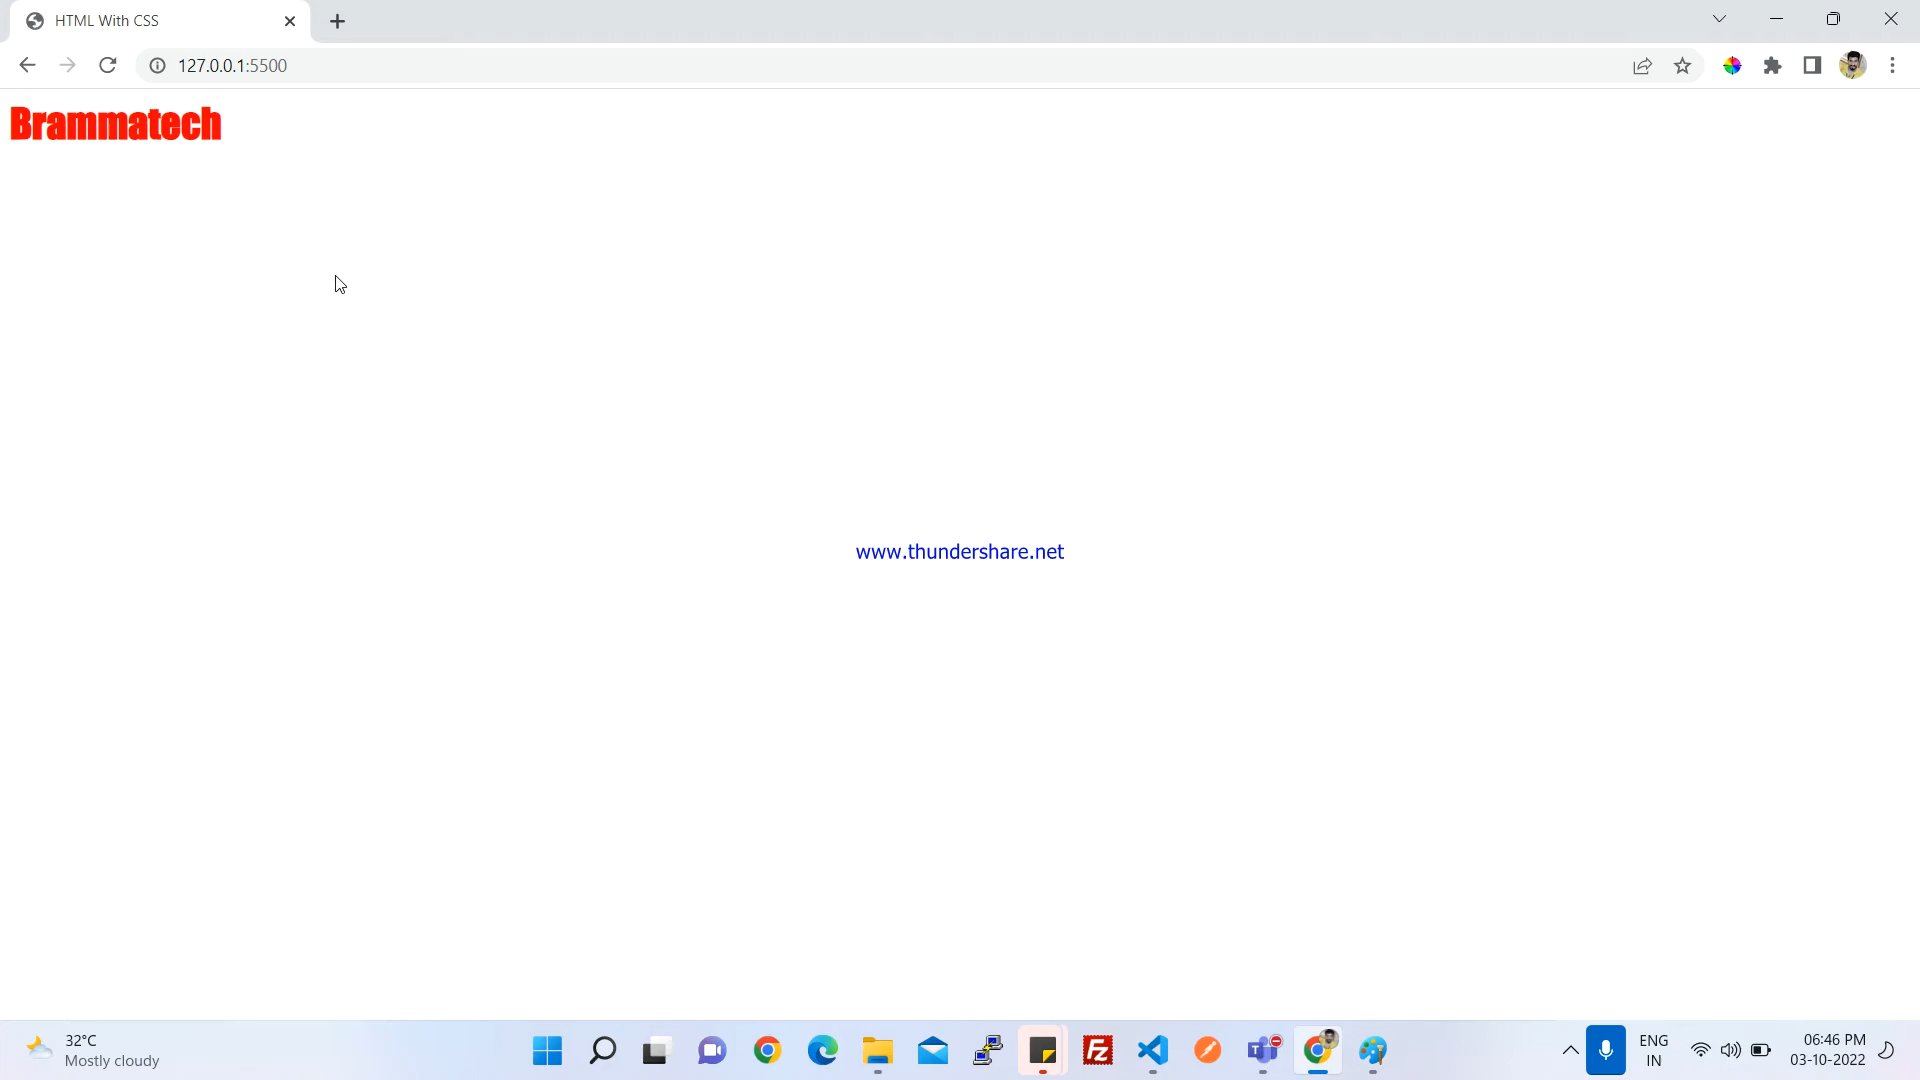 HTML With CSS
127.0.0.1:5500
Brammatech
www.thundershare.net
32°C
Mostly cloudy
ENG
IN
06:46 PM
03-10-2022